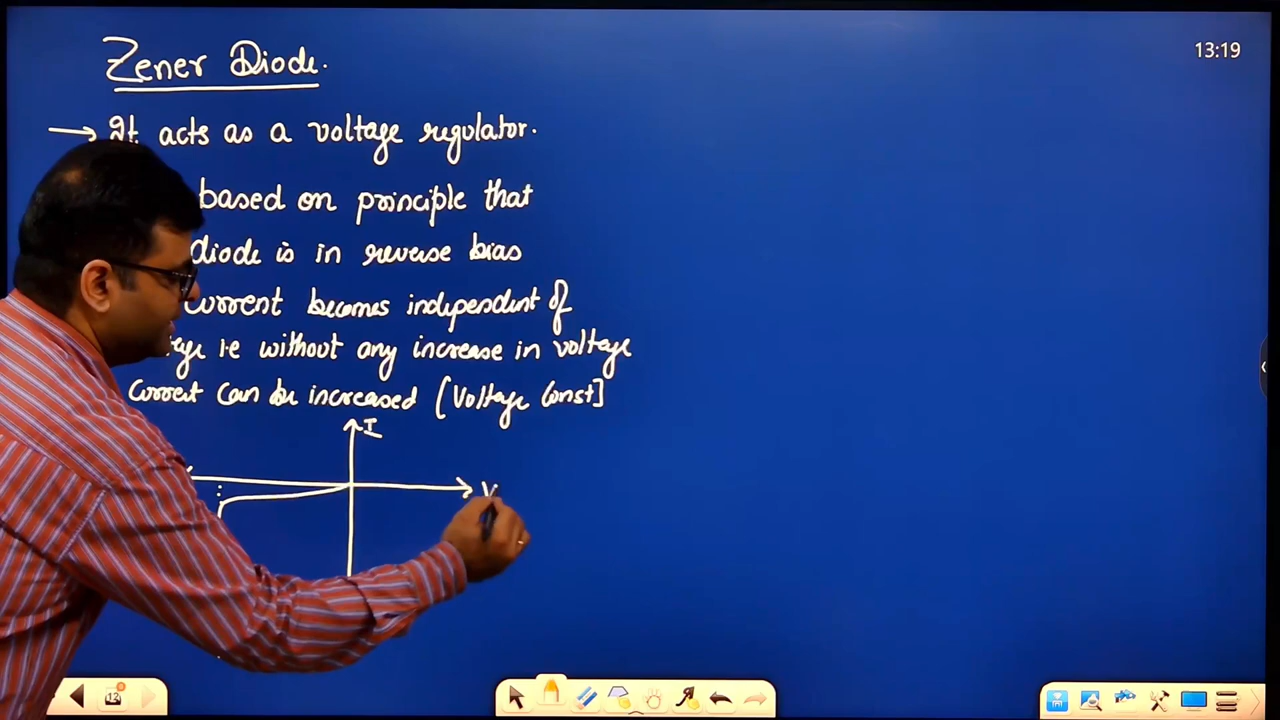 Zener Diode.
13:19
→ It acts as a voltage regulator.
based on principle that
diode is in reverse bias
current becomes independent of
i.e without any increase in voltage
current can be increased [Voltage Const]
I
V
12